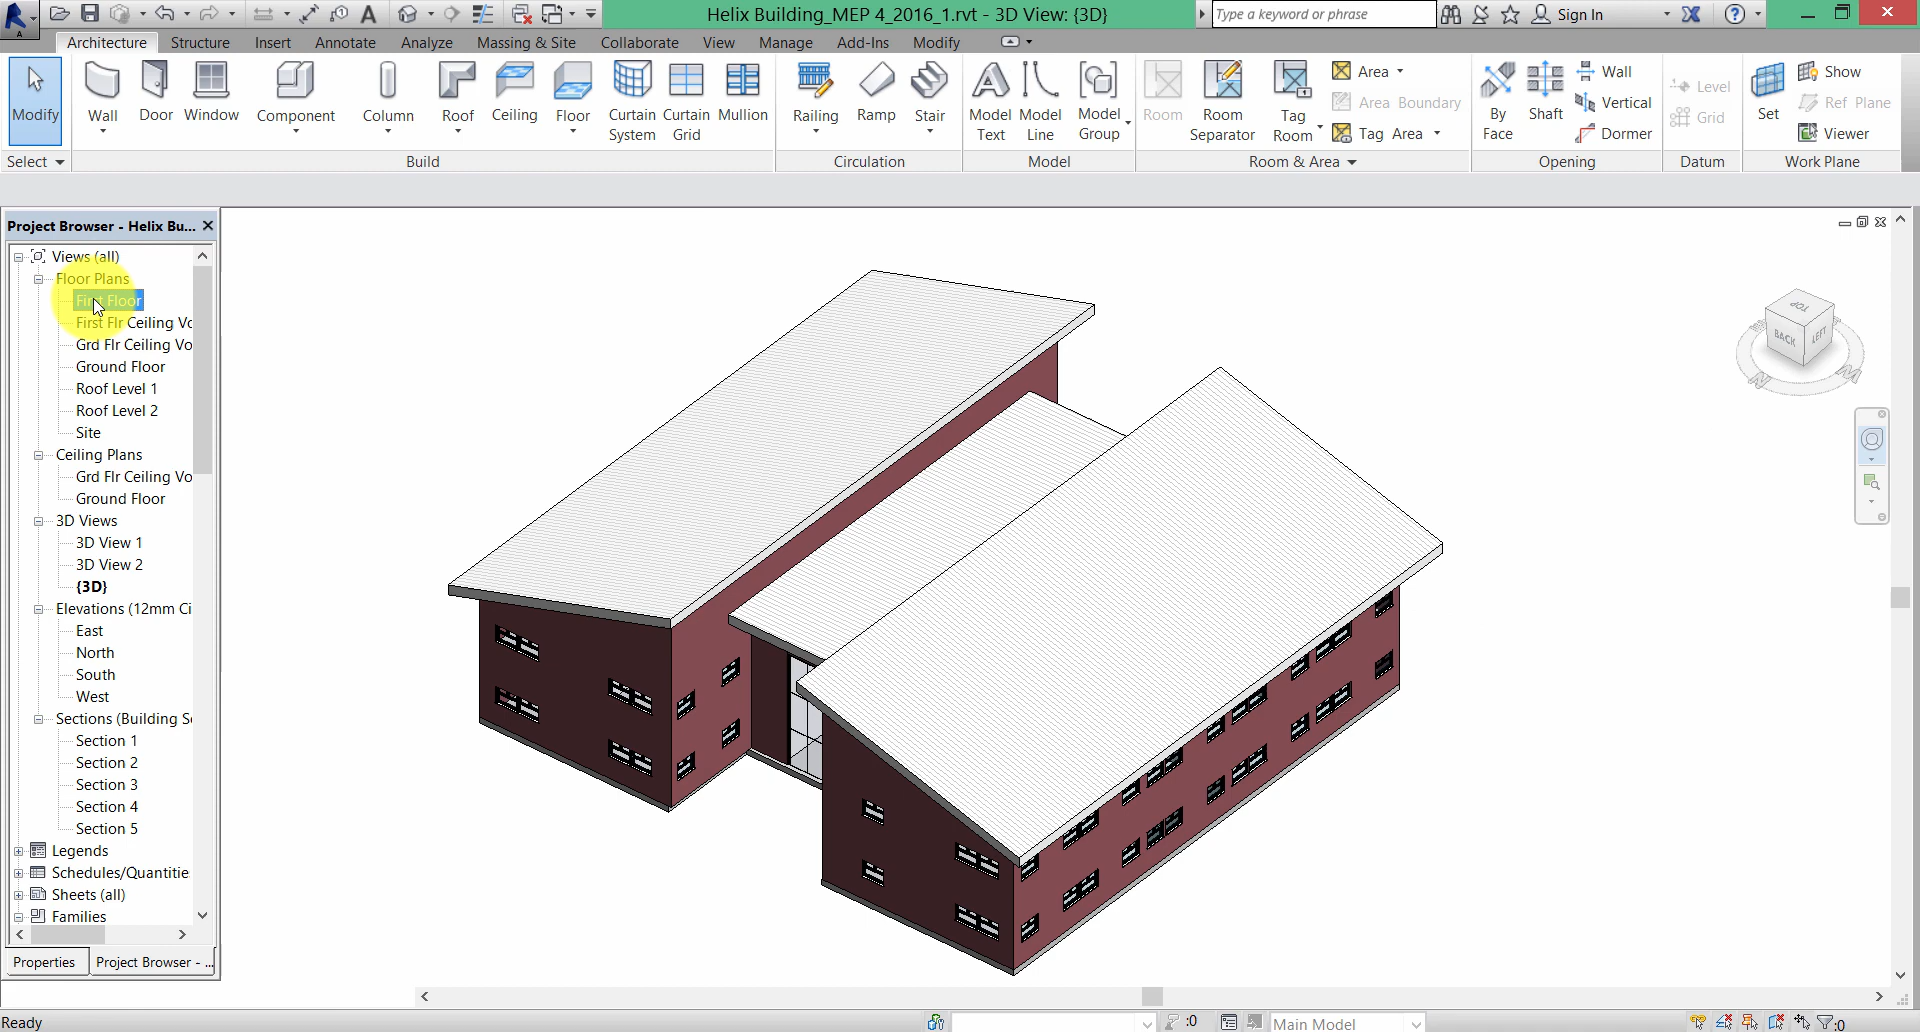 Helix Building_MEP 4_2016_1.rvt - 3D View: {3D}
Type a keyword or phrase
Sign In
Architecture Structure Insert Annotate Analyze Massing & Site Collaborate View Manage Add-Ins Modify
Modify
Wall
Door
Window
Component
Column
Roof
Ceiling
Floor
Curtain System
Curtain Grid
Mullion
Railing
Ramp
Stair
Model Text
Model Line
Model Group
Room
Room Separator
Tag Room
Area
Area Boundary
Tag Area
By Face
Shaft
Wall
Vertical
Dormer
Level
Grid
Set
Show
Ref Plane
Viewer
Select
Build
Circulation
Model
Room & Area
Opening
Datum
Work Plane
Project Browser - Helix Bu...
Views (all)
Floor Plans
First Floor
First Flr Ceiling Vo
Grd Flr Ceiling Vo
Ground Floor
Roof Level 1
Roof Level 2
Site
Ceiling Plans
Grd Flr Ceiling Vo
Ground Floor
3D Views
3D View 1
3D View 2
{3D}
Elevations (12mm Ci
East
North
South
West
Sections (Building Se
Section 1
Section 2
Section 3
Section 4
Section 5
Legends
Schedules/Quantitie
Sheets (all)
Families
Properties
Project Browser - ...
TOP
BACK
LEFT
N
Ready
:0
Main Model
:0